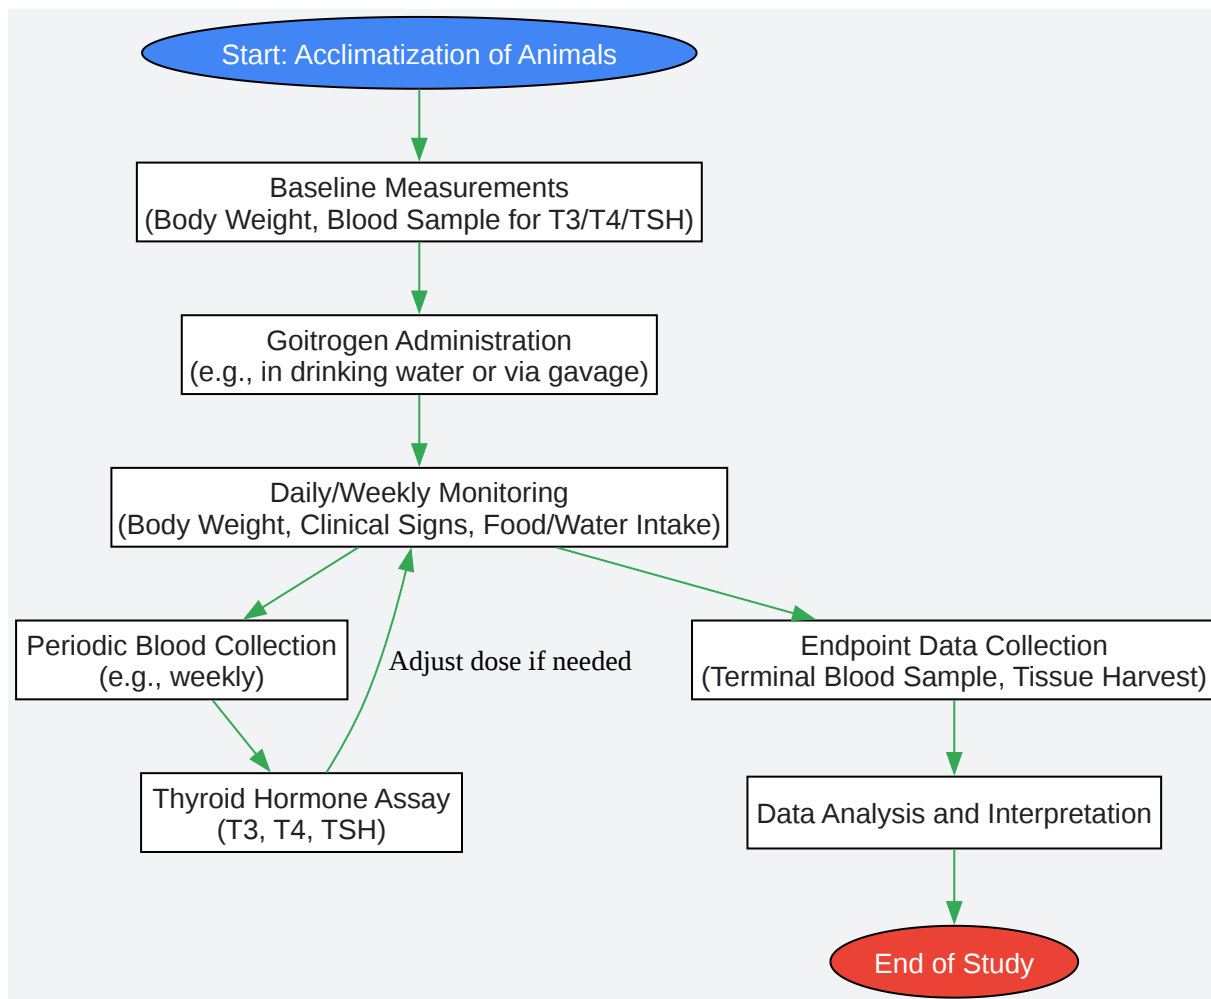 Start: Acclimatization of Animals
Baseline Measurements
(Body Weight, Blood Sample for T3/T4/TSH)
Goitrogen Administration
(e.g., in drinking water or via gavage)
Daily/Weekly Monitoring
(Body Weight, Clinical Signs, Food/Water Intake)
Periodic Blood Collection
(e.g., weekly)
Adjust dose if needed
Endpoint Data Collection
(Terminal Blood Sample, Tissue Harvest)
Thyroid Hormone Assay
(T3, T4, TSH)
Data Analysis and Interpretation
End of Study